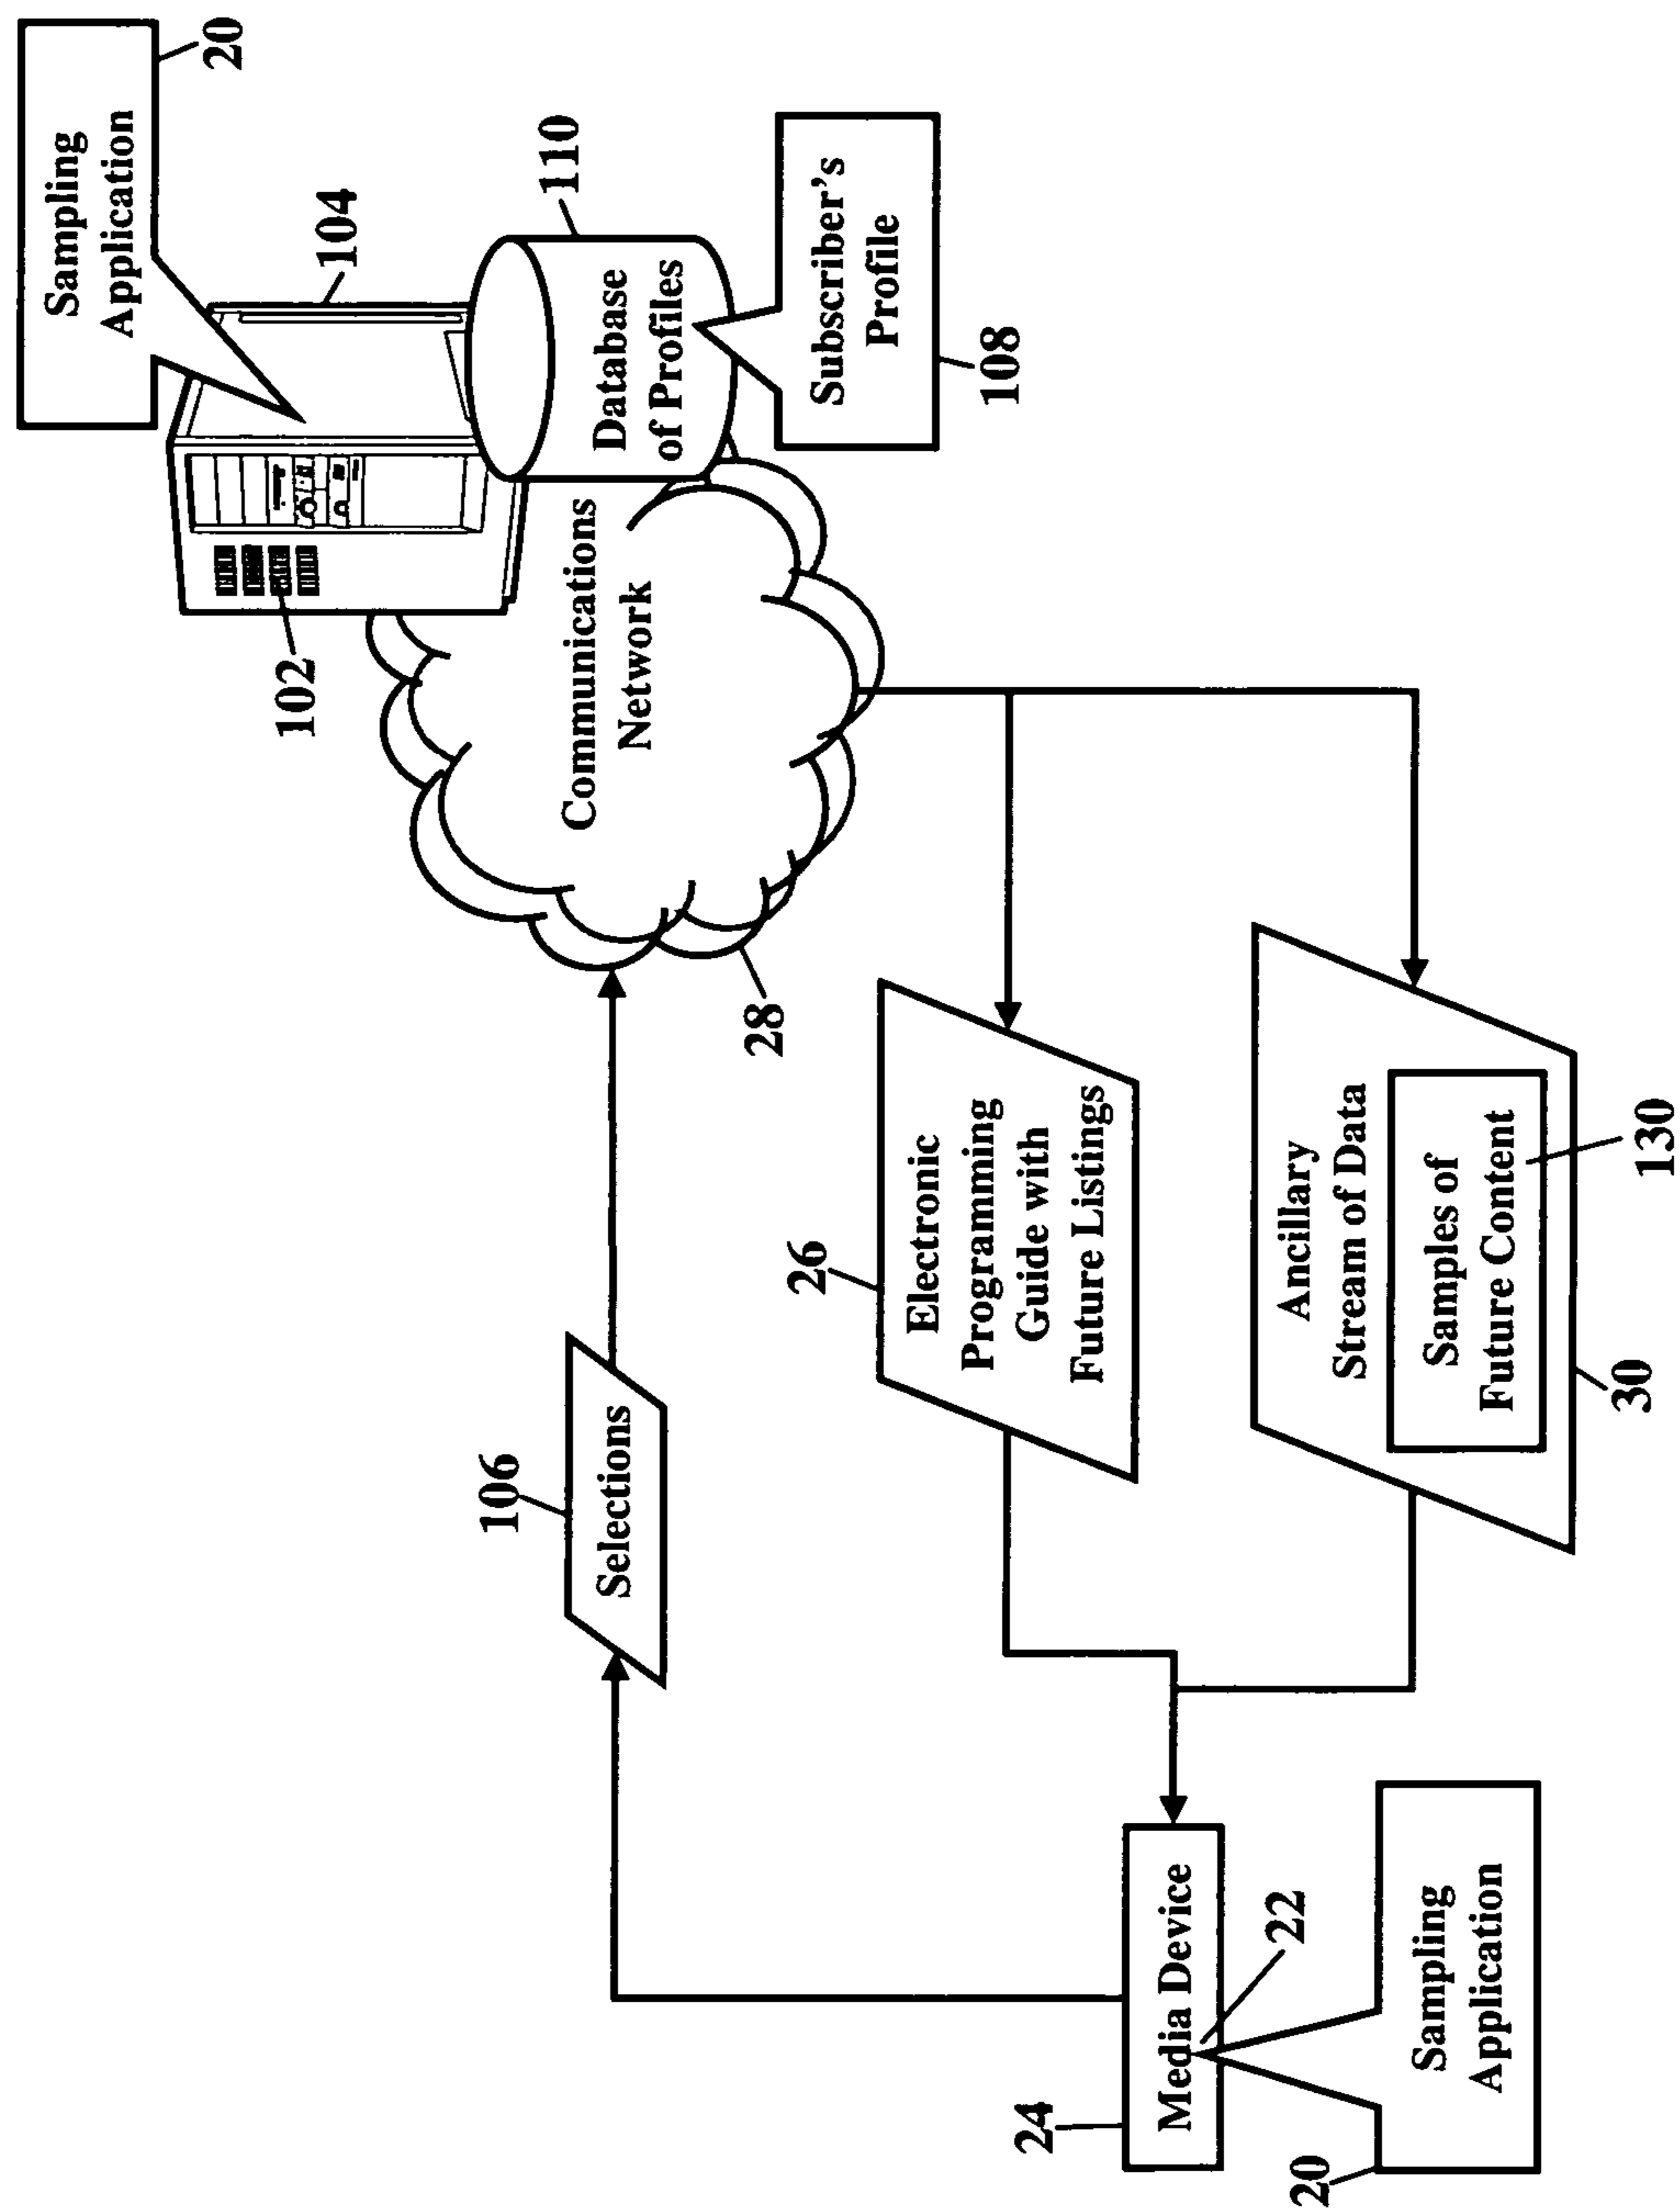 Sampling
Application
20
104
102
110
Database
of Profiles
Subscriber's
Profile
108
Communications
Network
28
106
Selections
26
Electronic
Programming
Guide with
Future Listings
Ancillary
Stream of Data
Samples of
Future Content
130
30
24
Media Device
22
Sampling
Application
20